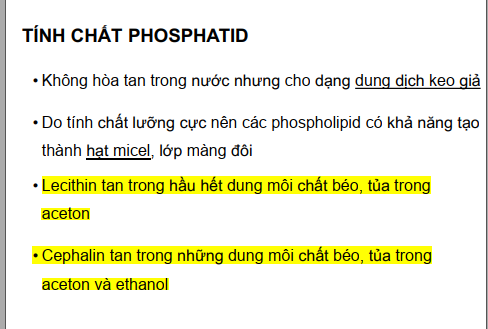 TÍNH CHẤT PHOSPHATID
• Không hòa tan trong nước nhưng cho dạng dung dịch keo giả
• Do tính chất lưỡng cực nên các phospholipid có khả năng tạo
thành hạt micel, lớp màng đôi
• Lecithin tan trong hầu hết dung môi chất béo, tủa trong
aceton
• Cephalin tan trong những dung môi chất béo, tủa trong
aceton và ethanol